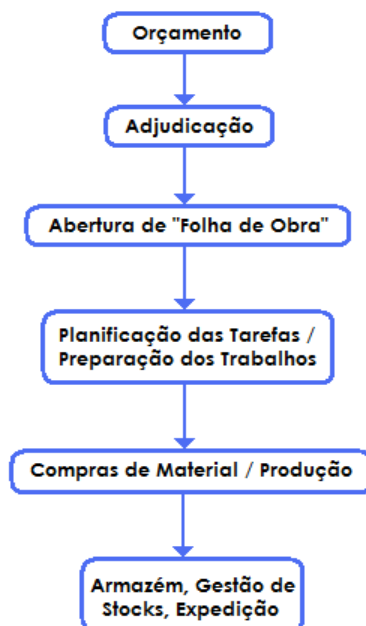 Orçamento
Adjudicação
Abertura de "Folha de Obra"
Planificação das Tarefas /
Preparação dos Trabalhos
Compras de Material / Produção
Armazém, Gestão de
Stocks, Expedição